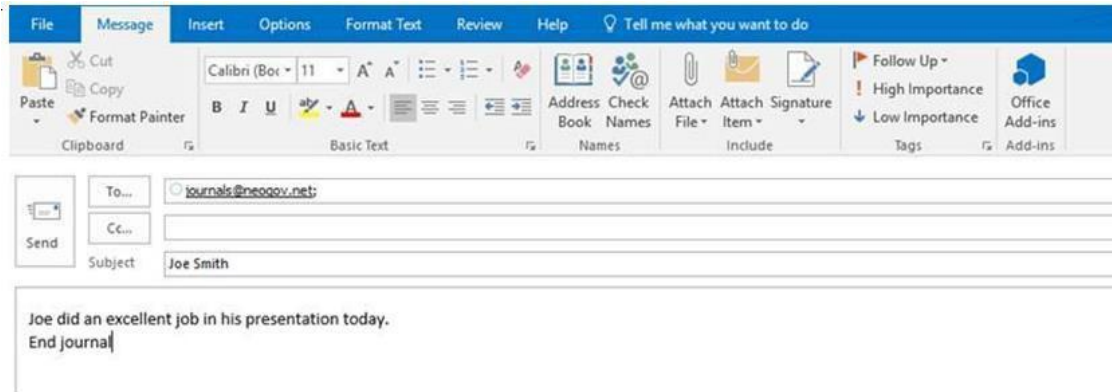 File Message Insert Options Format Text Review Help Tell me what you want to do
Paste
Cut
Copy
Format Painter
Clipboard
Calibri (Boc 11
B I U
Basic Text
Address Book
Check Names
Names
Attach File
Attach Item
Signature
Include
Follow Up
High Importance
Low Importance
Tags
Office Add-ins
Add-ins
Send
To... journals@neogov.net;
Cc...
Subject Joe Smith
Joe did an excellent job in his presentation today.
End journal